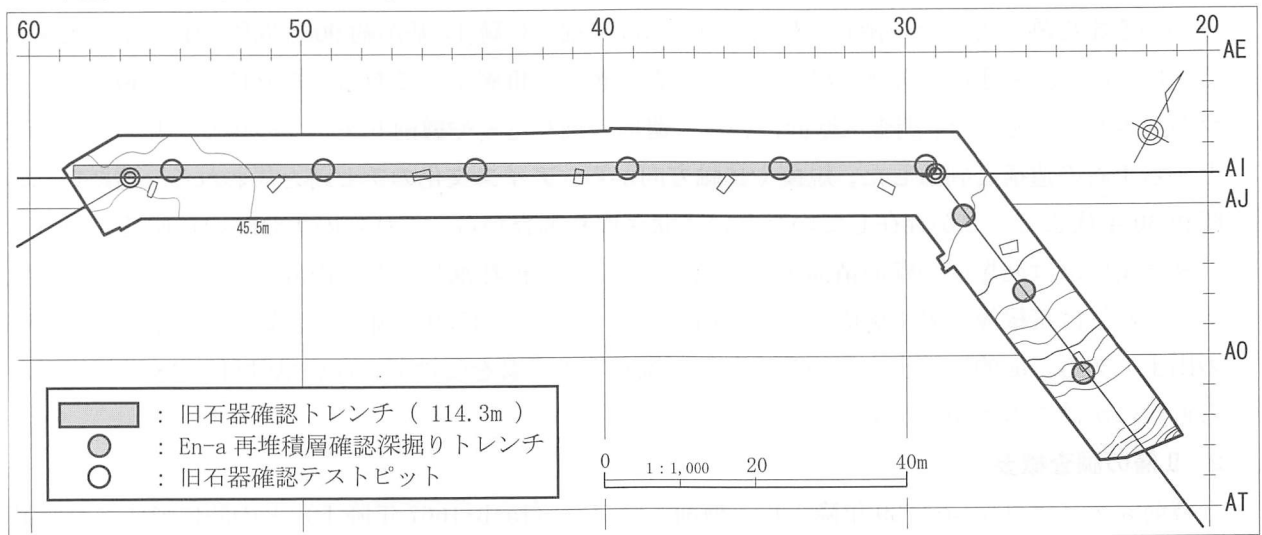 60 50 40 30 20
AE
AI
AJ
45.5m
AO
: 旧石器確認トレンチ ( 114.3m )
: En-a 再堆積層確認深掘りトレンチ
: 旧石器確認テストピット
0 1:1,000 20 40m
AT